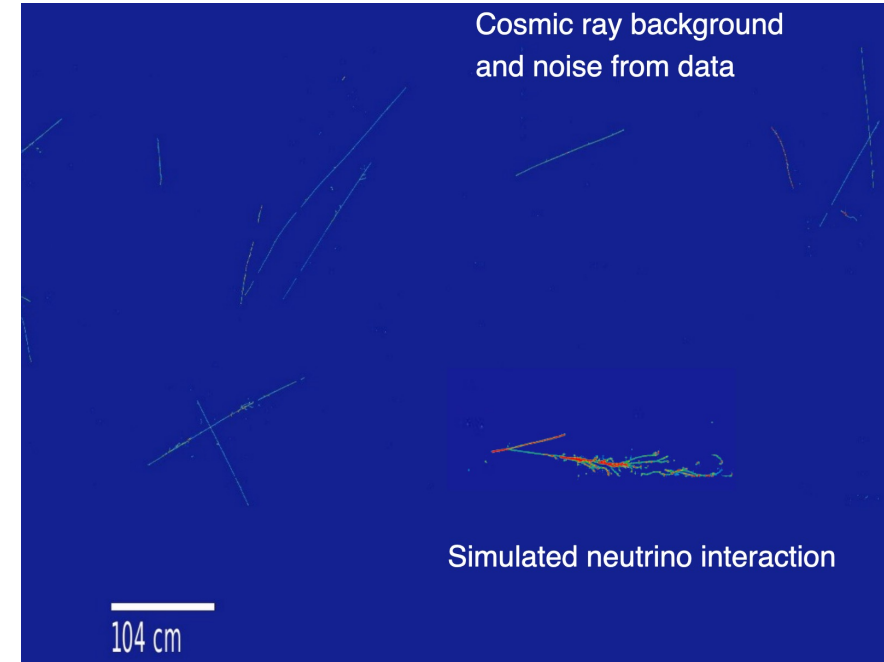 Cosmic ray background
and noise from data
Simulated neutrino interaction
104 cm